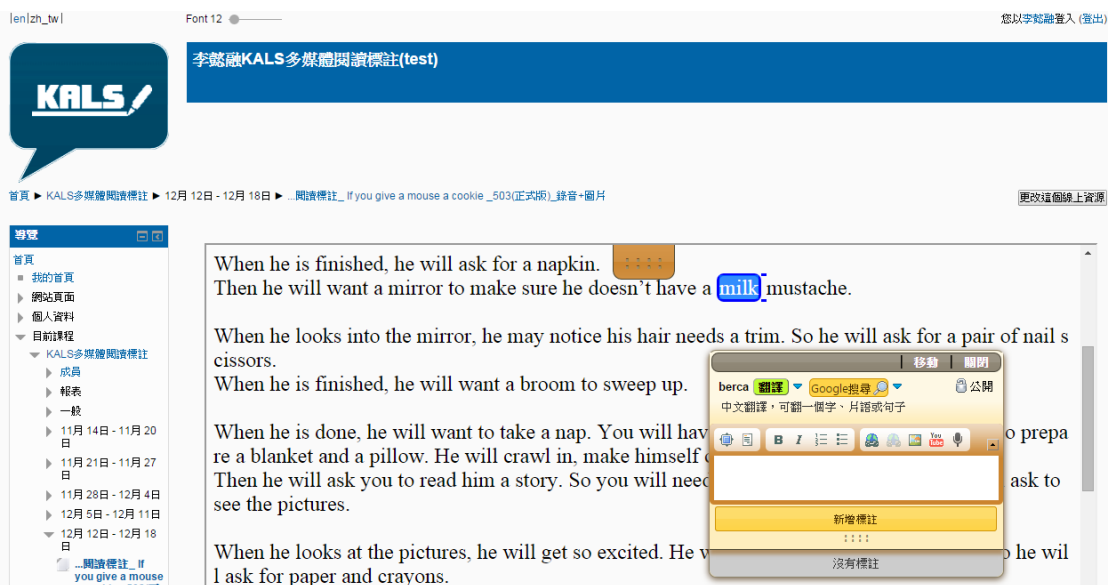 |en|zh_tw|
Font 12
您以李懿融登入 (登出)
KALS
李懿融KALS多媒體閱讀標註(test)
首頁 ► KALS多媒體閱讀標註 ► 12月 12日 - 12月 18日 ► ...閱讀標註_ If you give a mouse a cookie _503(正式版)_錄音+圖片
更改這個線上資源
導覽
首頁
我的首頁
網站頁面
個人資料
目前課程
KALS多媒體閱讀標註
成員
報表
一般
11月 14日 - 11月 20
日
11月 21日 - 11月 27
日
11月 28日 - 12月 4日
12月 5日 - 12月 11日
12月 12日 - 12月 18
日
...閱讀標註_ If
you give a mouse
When he is finished, he will ask for a napkin.
Then he will want a mirror to make sure he doesn't have a milk mustache.
When he looks into the mirror, he may notice his hair needs a trim. So he will ask for a pair of nail s
cissors.
When he is finished, he will want a broom to sweep up.
When he is done, he will want to take a nap. You will hav
o prepa
re a blanket and a pillow. He will crawl in, make himself
Then he will ask you to read him a story. So you will need
ask to
see the pictures.
When he looks at the pictures, he will get so excited. He
he wil
l ask for paper and crayons.
移動
關閉
berca 翻譯 Google搜尋
公開
中文翻譯，可翻一個字、片語或句子
B I
You Tube
新增標註
沒有標註